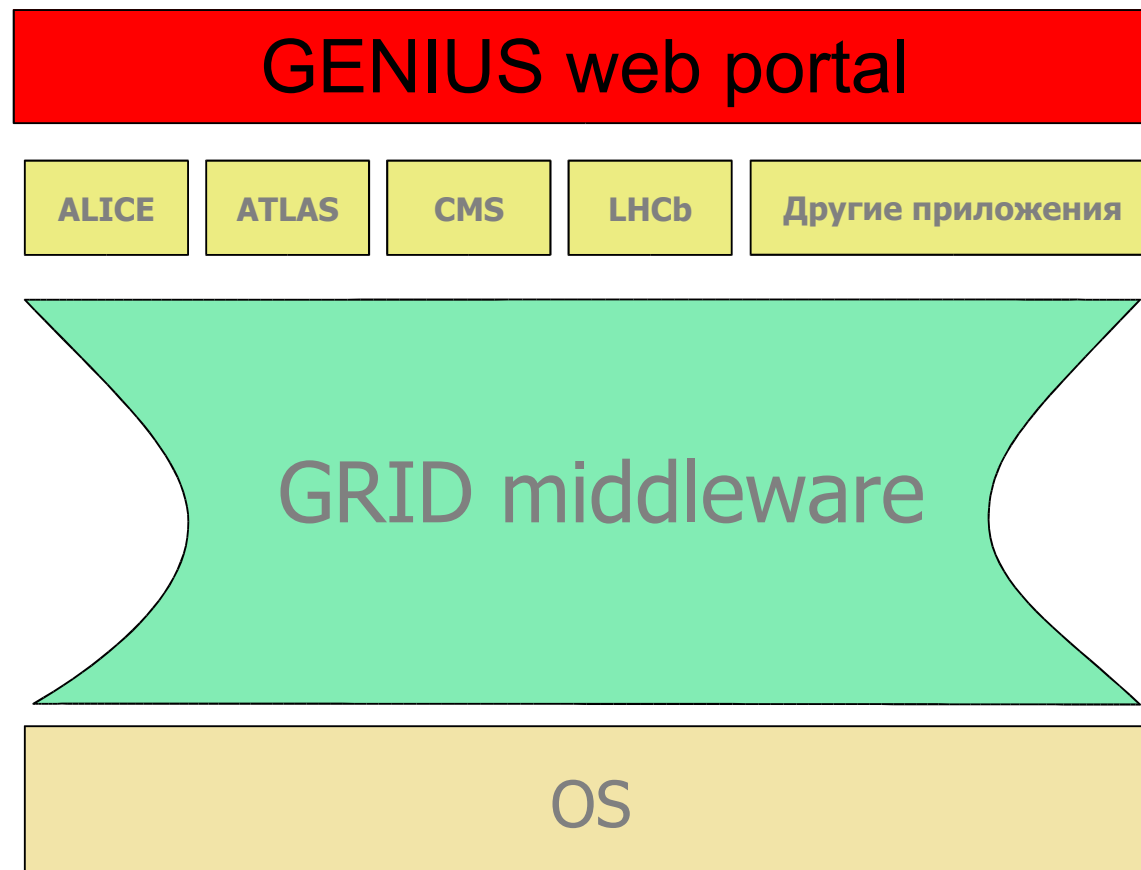 GENIUS web portal
ALICE
ATLAS
CMS
LHCb
Другие приложения
GRID middleware
OS